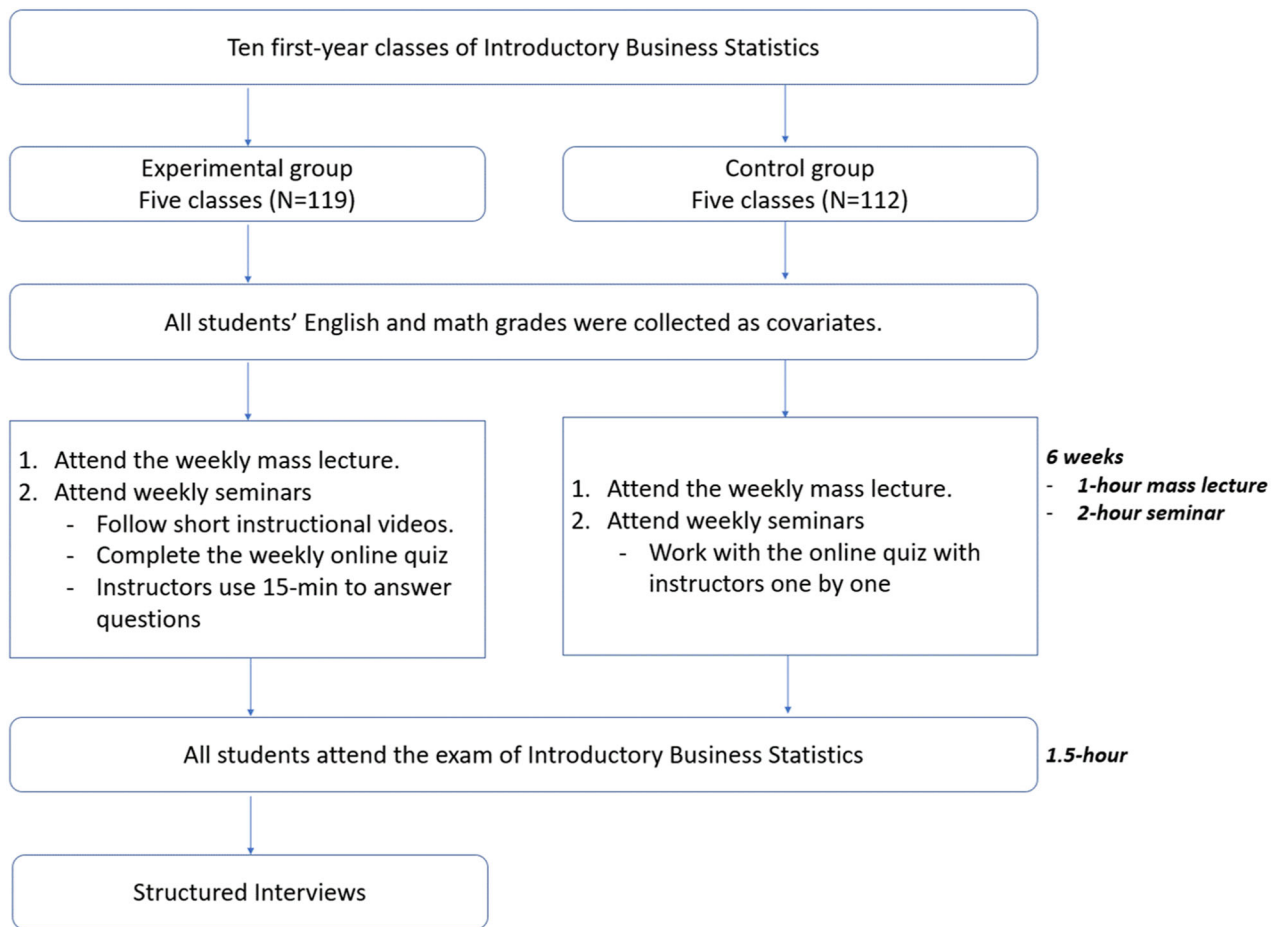 Ten first-year classes of Introductory Business Statistics
Experimental group
Five classes (N=119)
Control group
Five classes (N=112)
All students’ English and math grades were collected as covariates.
1. Attend the weekly mass lecture.
2. Attend weekly seminars
- Follow short instructional videos.
- Complete the weekly online quiz
- Instructors use 15-min to answer
questions
1. Attend the weekly mass lecture.
2. Attend weekly seminars
- Work with the online quiz with
instructors one by one
6 weeks
- 1-hour mass lecture
- 2-hour seminar
All students attend the exam of Introductory Business Statistics
1.5-hour
Structured Interviews